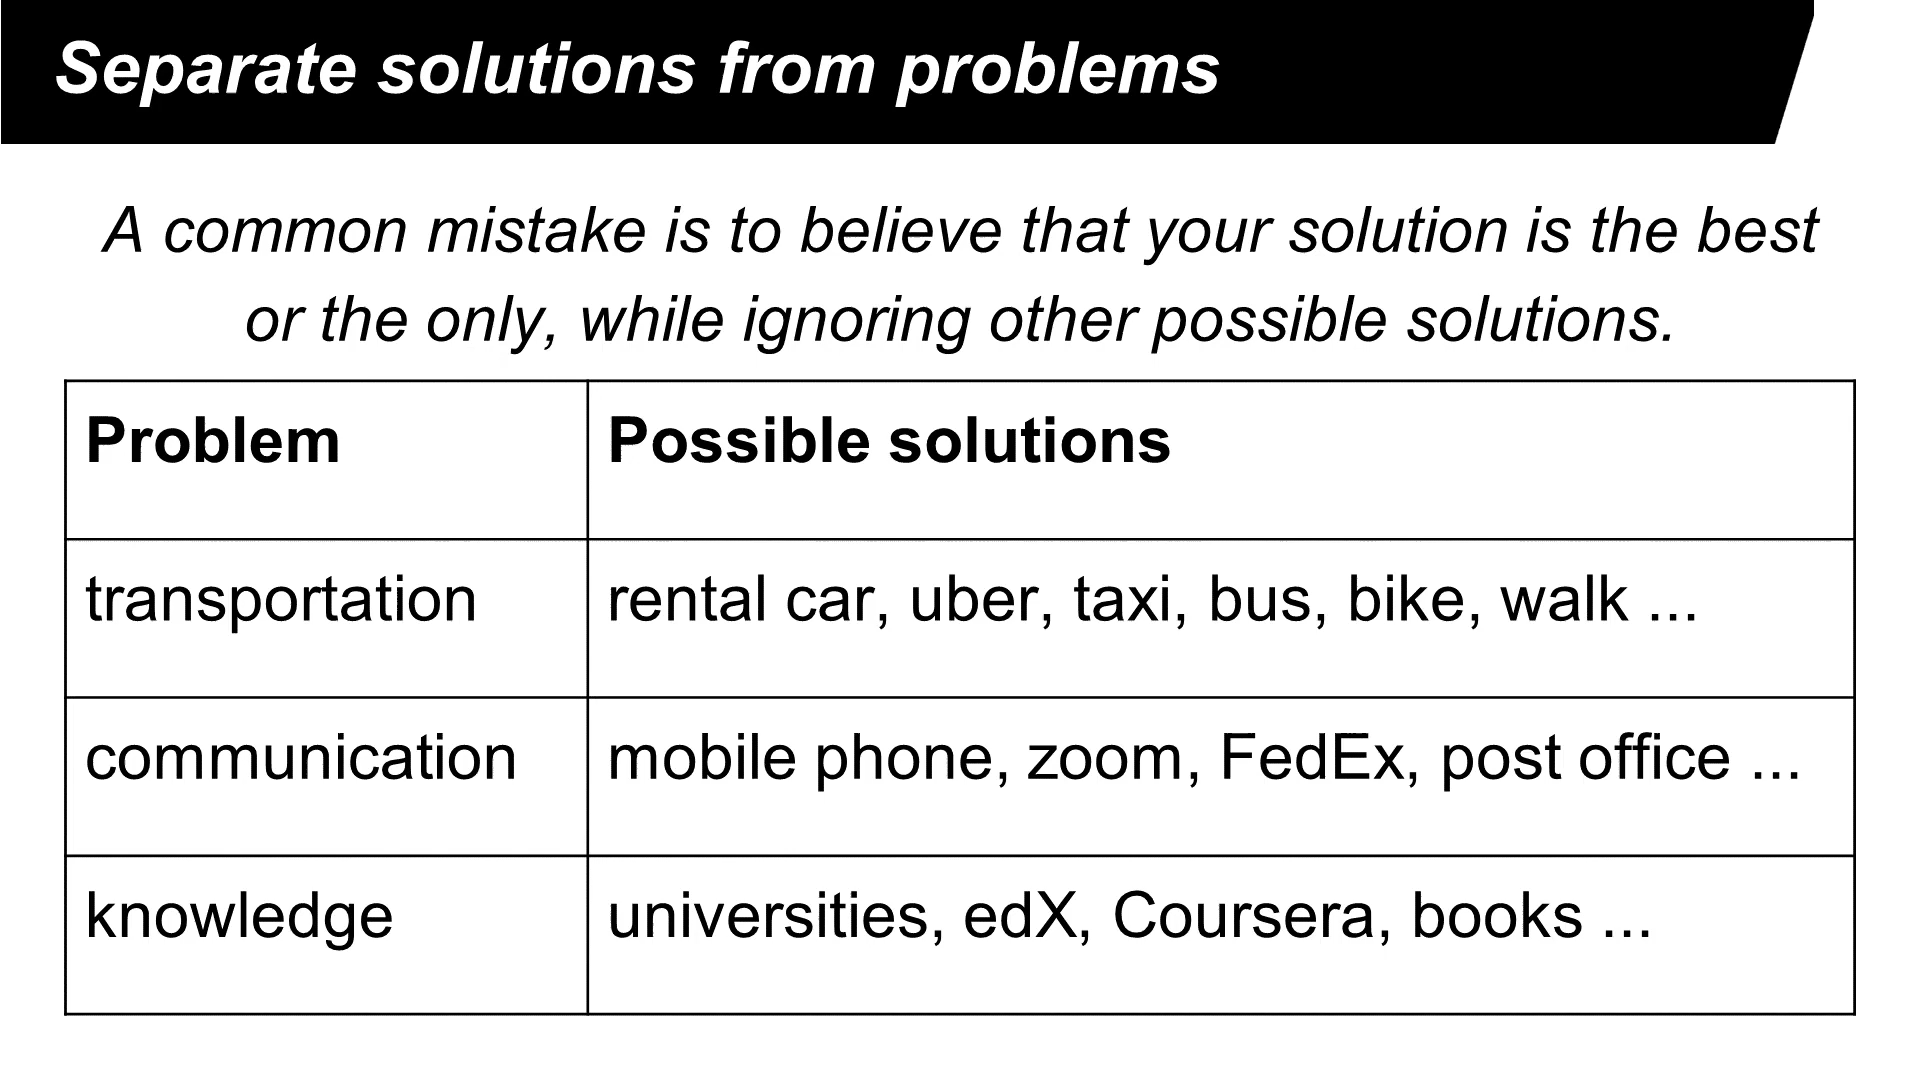 Separate solutions from problems
A common mistake is to believe that your solution is the best
or the only, while ignoring other possible solutions.
Problem
Possible solutions
transportation
rental car, uber, taxi, bus, bike, walk ...
communication
mobile phone, zoom, FedEx, post office ...
knowledge
universities, edX, Coursera, books ...